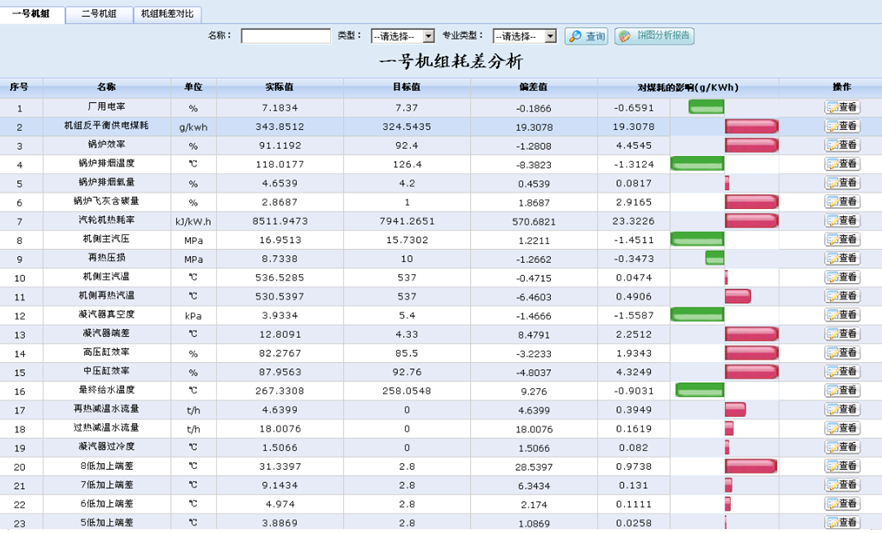 一号机组 二号机组 机组耗差对比
名称： 类型： --请选择-- 专业类型： --请选择-- 查询 饼图分析报告
一号机组耗差分析
序号 名称 单位 实际值 目标值 偏差值 对煤耗的影响(g/KWh) 操作
1 厂用电率 % 7.1834 7.37 -0.1866 -0.6591 查看
2 机组反平衡供电煤耗 g/kwh 343.8512 324.5435 19.3078 19.3078 查看
3 锅炉效率 % 91.1192 92.4 -1.2808 4.4545 查看
4 锅炉排烟温度 ℃ 118.0177 126.4 -8.3823 -1.3124 查看
5 锅炉排烟氧量 % 4.6539 4.2 0.4539 0.0817 查看
6 锅炉飞灰含碳量 % 2.8687 1 1.8687 2.9165 查看
7 汽轮机热耗率 kJ/kW.h 8511.9473 7941.2651 570.6821 23.3226 查看
8 机侧主汽压 MPa 16.9513 15.7302 1.2211 -1.4511 查看
9 再热压损 MPa 8.7338 10 -1.2662 -0.3473 查看
10 机侧主汽温 ℃ 536.5285 537 -0.4715 0.0474 查看
11 机侧再热汽温 ℃ 530.5397 537 -6.4603 0.4906 查看
12 凝汽器真空度 kPa 3.9334 5.4 -1.4666 -1.5587 查看
13 凝汽器端差 ℃ 12.8091 4.33 8.4791 2.2512 查看
14 高压缸效率 % 82.2767 85.5 -3.2233 1.9343 查看
15 中压缸效率 % 87.9563 92.76 -4.8037 4.3249 查看
16 最终给水温度 ℃ 267.3308 258.0548 9.276 -0.9031 查看
17 再热减温水流量 t/h 4.6399 0 4.6399 0.3949 查看
18 过热减温水流量 t/h 18.0076 0 18.0076 0.1619 查看
19 凝汽器过冷度 ℃ 1.5066 0 1.5066 0.082 查看
20 8低加上端差 ℃ 31.3397 2.8 28.5397 0.9738 查看
21 7低加上端差 ℃ 9.1434 2.8 6.3434 0.131 查看
22 6低加上端差 ℃ 4.974 2.8 2.174 0.1111 查看
23 5低加上端差 ℃ 3.8869 2.8 1.0869 0.0258 查看